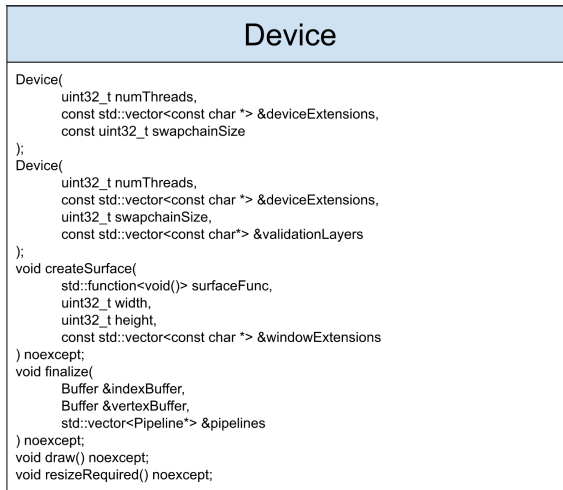 Device
Device(
uint32_t numThreads,
const std::vector<const char *> &deviceExtensions,
const uint32_t swapchainSize
);
Device(
uint32_t numThreads,
const std::vector<const char *> &deviceExtensions,
uint32_t swapchainSize,
const std::vector<const char*> &validationLayers
);
void createSurface(
std::function<void()> surfaceFunc,
uint32_t width,
uint32_t height,
const std::vector<const char *> &windowExtensions
) noexcept;
void finalize(
Buffer &indexBuffer,
Buffer &vertexBuffer,
std::vector<Pipeline*> &pipelines
) noexcept;
void draw() noexcept;
void resizeRequired() noexcept;